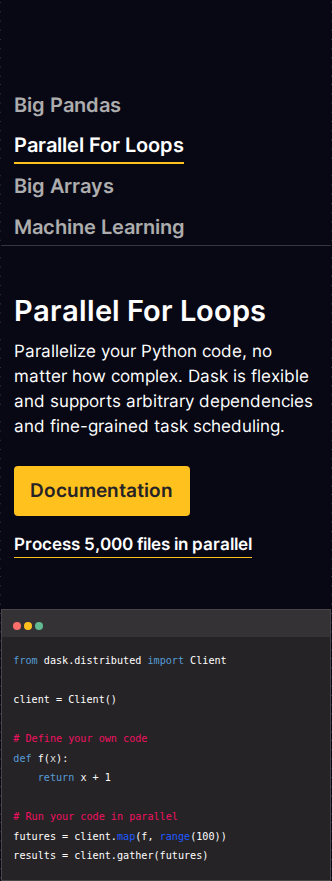 Big Pandas
Parallel For Loops
Big Arrays
Machine Learning
Parallel For Loops
Parallelize your Python code, no
matter how complex. Dask is flexible
and supports arbitrary dependencies
and fine-grained task scheduling.
Documentation
Process 5,000 files in parallel
from dask.distributed import Client
client = Client()
# Define your own code
def f(x):
    return x + 1
# Run your code in parallel
futures = client.map(f, range(100))
results = client.gather(futures)